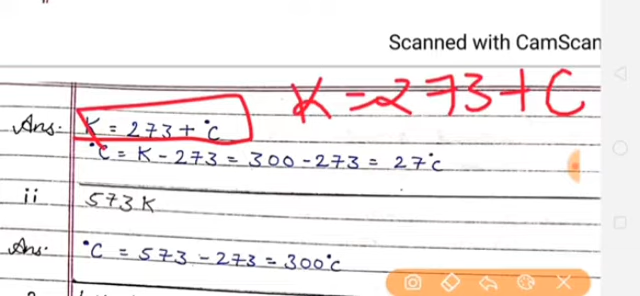 Scanned with CamScan
K = 273 + C
Ans. K = 273 + °C
°C = K - 273 = 300 - 273 = 27°C
ii 573 K
Ans. °C = 573 - 273 = 300°C